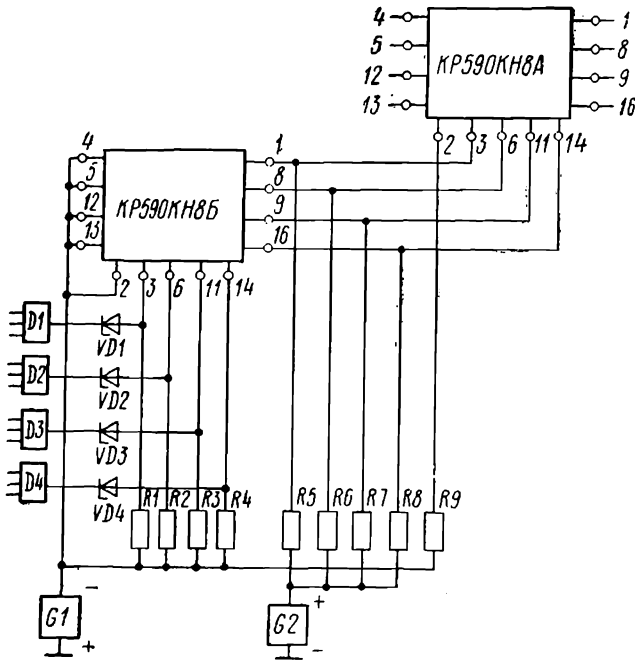 4 1
5 КР590КН8А 8
12 9
13 16
2 3 6 11 14
4 1
5 8
12 КР590КН8Б 9
13 16
2 3 6 11 14
D1
VD1
D2
VD2
D3
VD3
D4 R1 R2 R3 R4 R5 R6 R7 R8 R9
VD4
- +
G1 G2
+ -